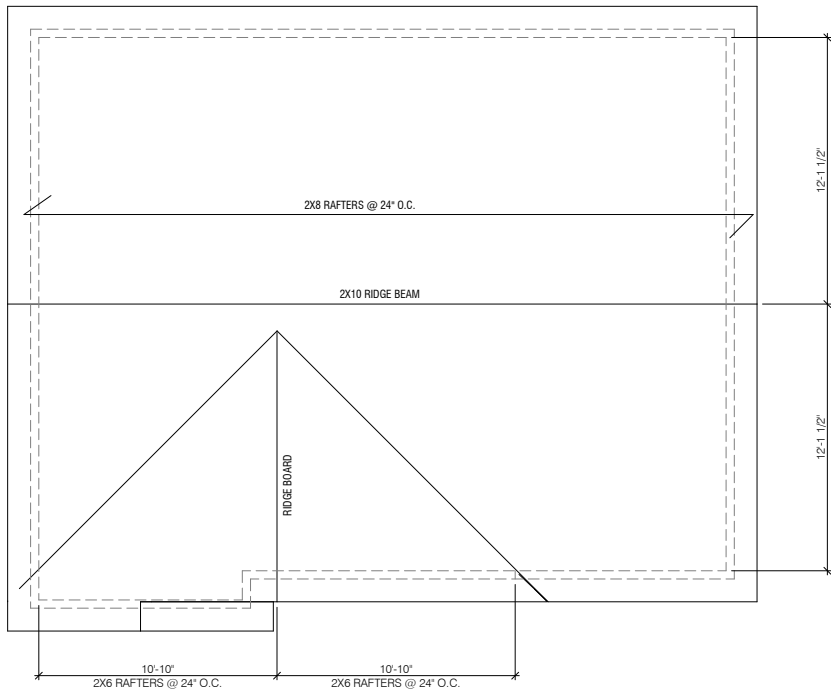 12'-1 1/2"
2X8 RAFTERS @ 24" O.C.
2X10 RIDGE BEAM
12'-1 1/2"
RIDGE BOARD
10'-10"
2X6 RAFTERS @ 24" O.C.
10'-10"
2X6 RAFTERS @ 24" O.C.